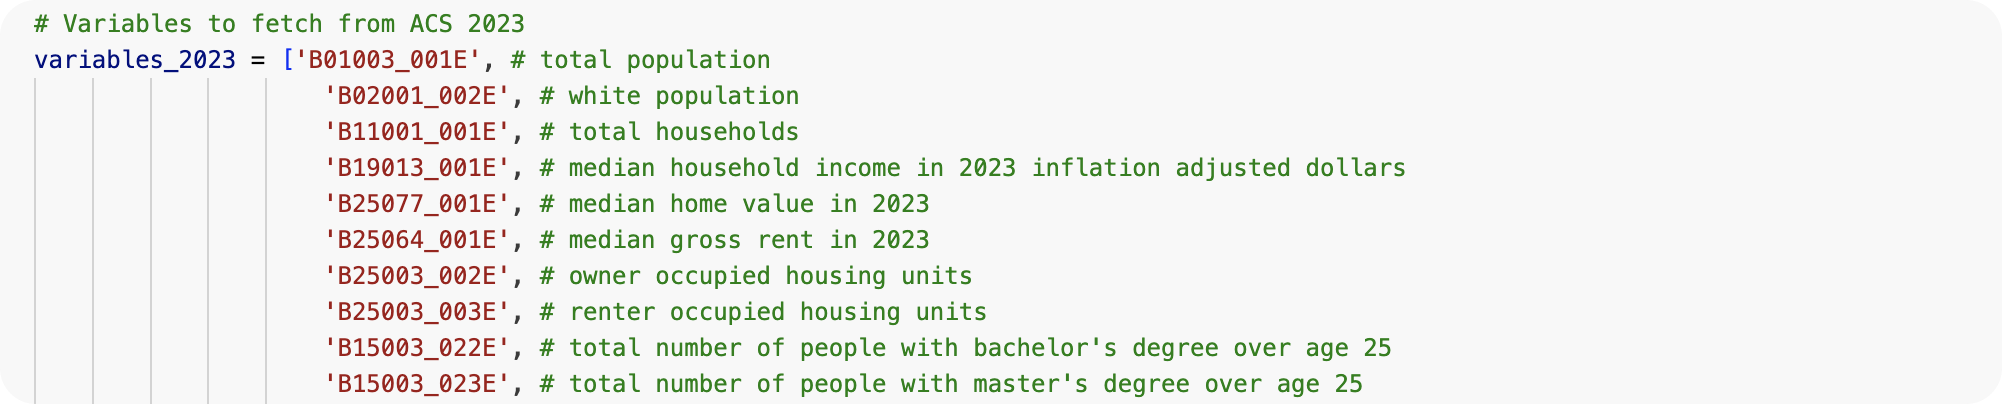 # Variables to fetch from ACS 2023
variables_2023 = ['B01003_001E', # total population
'B02001_002E', # white population
'B11001_001E', # total households
'B19013_001E', # median household income in 2023 inflation adjusted dollars
'B25077_001E', # median home value in 2023
'B25064_001E', # median gross rent in 2023
'B25003_002E', # owner occupied housing units
'B25003_003E', # renter occupied housing units
'B15003_022E', # total number of people with bachelor's degree over age 25
'B15003_023E', # total number of people with master's degree over age 25